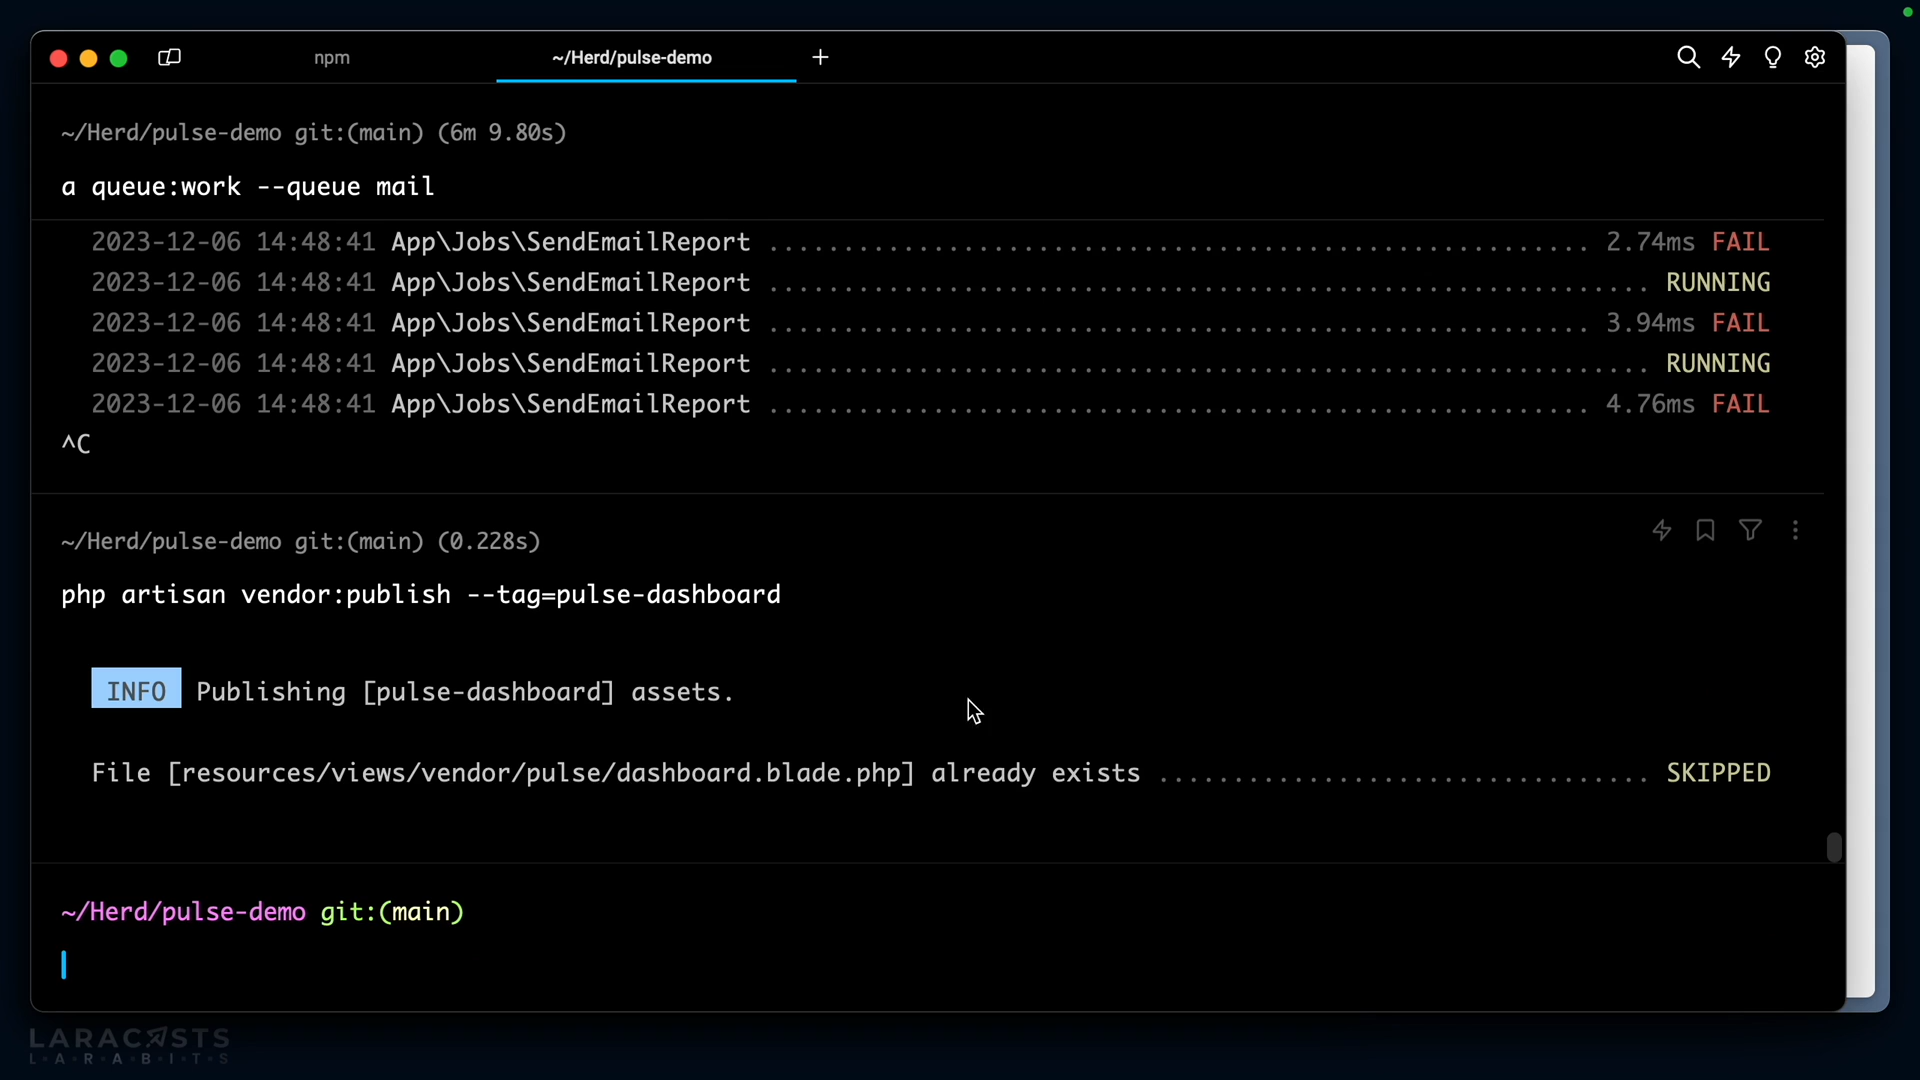 npm
~/Herd/pulse-demo
~/Herd/pulse-demo git:(main) (6m 9.80s)
a queue:work --queue mail
2023-12-06 14:48:41 App\Jobs\SendEmailReport ....................................................... 2.74ms FAIL
2023-12-06 14:48:41 App\Jobs\SendEmailReport ........................................................... RUNNING
2023-12-06 14:48:41 App\Jobs\SendEmailReport ....................................................... 3.94ms FAIL
2023-12-06 14:48:41 App\Jobs\SendEmailReport ........................................................... RUNNING
2023-12-06 14:48:41 App\Jobs\SendEmailReport ....................................................... 4.76ms FAIL
^C
~/Herd/pulse-demo git:(main) (0.228s)
php artisan vendor:publish --tag=pulse-dashboard
INFO Publishing [pulse-dashboard] assets.
File [resources/views/vendor/pulse/dashboard.blade.php] already exists ................................. SKIPPED
~/Herd/pulse-demo git:(main)
LARACASTS
L·A·R·A·B·I·T·S